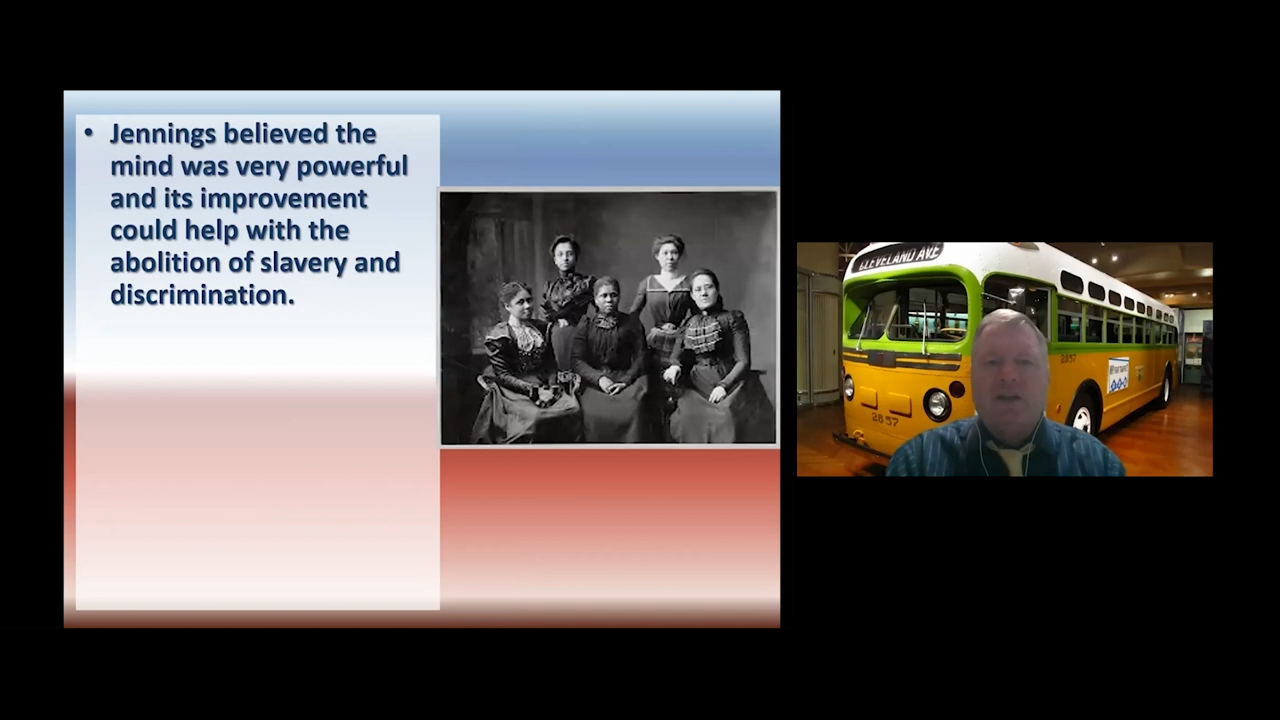 • Jennings believed the
mind was very powerful
and its improvement
could help with the
abolition of slavery and
discrimination.
CLEVELAND AVE
2857
2857